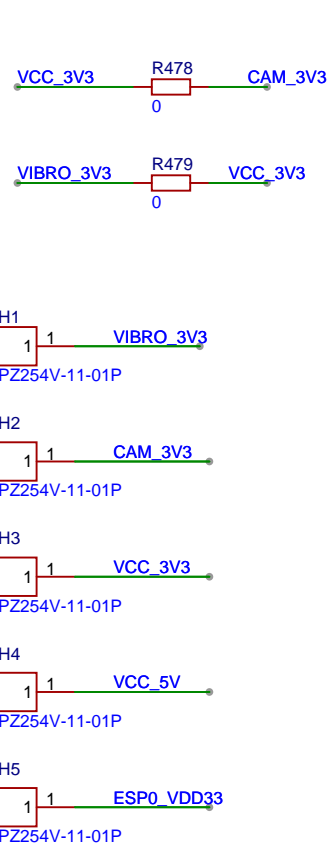 R478
VCC_3V3 CAM_3V3
0
R479
VIBRO_3V3 VCC_3V3
0
H1
1 1 VIBRO_3V3
PZ254V-11-01P
H2
1 1 CAM_3V3
PZ254V-11-01P
H3
1 1 VCC_3V3
PZ254V-11-01P
H4
1 1 VCC_5V
PZ254V-11-01P
H5
1 1 ESP0_VDD33
PZ254V-11-01P